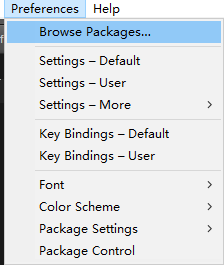 Preferences Help
Browse Packages...
Settings – Default
Settings – User
Settings – More
Key Bindings – Default
Key Bindings – User
Font
Color Scheme
Package Settings
Package Control